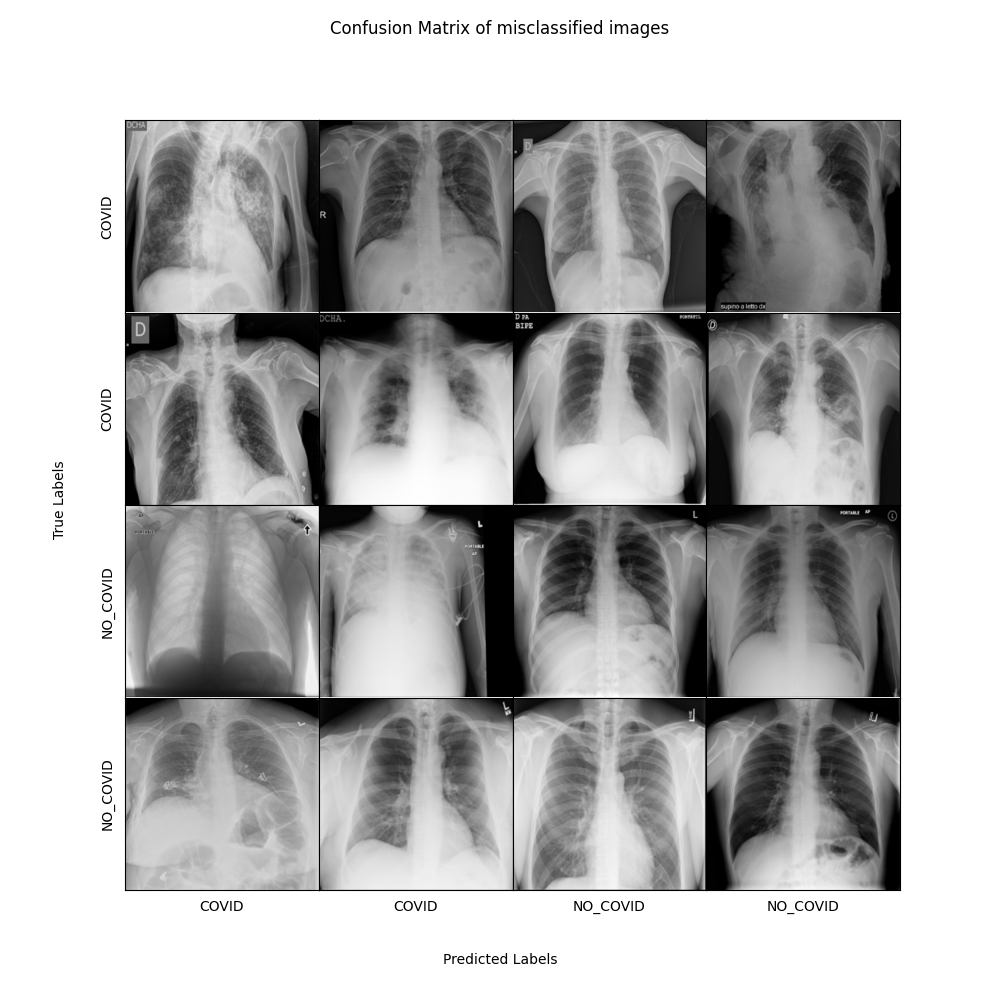 Confusion Matrix of misclassified images
DCHA
R
D
supino a letto dx
COVID
D
DCHA.
D PA
BIPE
PORTATIL
D
COVID
PORTABLE
AP
L
PORTABLE AP
L
NO_COVID
L
NO_COVID
COVID
COVID
NO_COVID
NO_COVID
True Labels
Predicted Labels